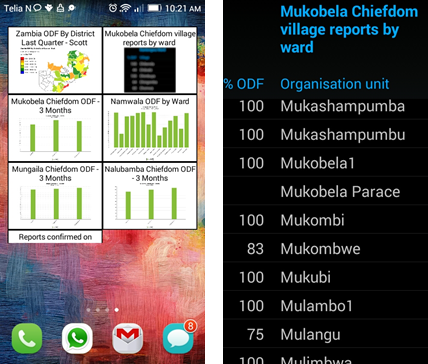 Telia N 10:21 AM
Zambia ODF By District
Last Quarter - Scott
Mukobela Chiefdom village
reports by ward
Mukobela Chiefdom ODF -
3 Months
Namwala ODF by Ward
Mungaila Chiefdom ODF
- 3 Months
Nalubamba Chiefdom ODF
- 3 Months
Reports confirmed on
8
Mukobela Chiefdom
village reports by
ward
% ODF Organisation unit
100 Mukashampumba
100 Mukashampumbu
100 Mukobela1
Mukobela Parace
100 Mukombi
83 Mukombwe
100 Mukubi
100 Mulambo1
75 Mulangu
100 Mulimbwa